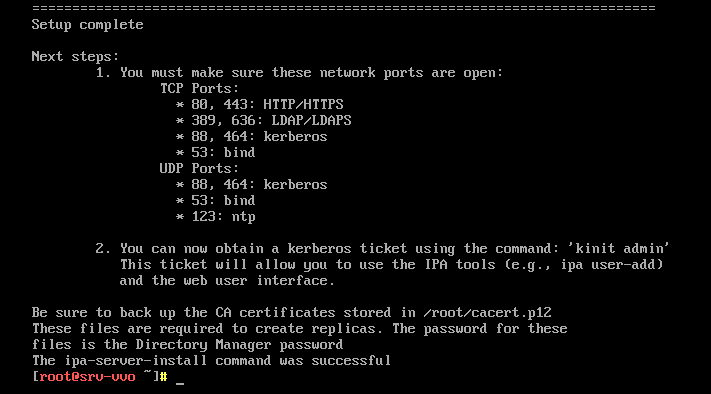 ==============================================================================
Setup complete

Next steps:
        1. You must make sure these network ports are open:
                TCP Ports:
                  * 80, 443: HTTP/HTTPS
                  * 389, 636: LDAP/LDAPS
                  * 88, 464: kerberos
                  * 53: bind
                UDP Ports:
                  * 88, 464: kerberos
                  * 53: bind
                  * 123: ntp

        2. You can now obtain a kerberos ticket using the command: 'kinit admin'
           This ticket will allow you to use the IPA tools (e.g., ipa user-add)
           and the web user interface.

Be sure to back up the CA certificates stored in /root/cacert.p12
These files are required to create replicas. The password for these
files is the Directory Manager password
The ipa-server-install command was successful
[root@srv-vvo ~]# _